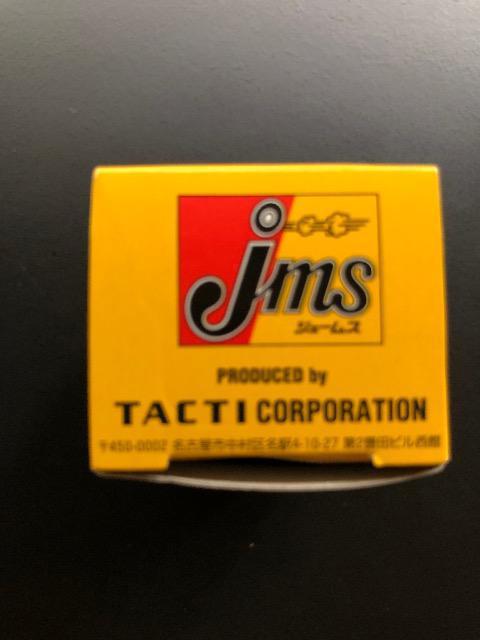 jms
ジェームス
PRODUCED by
TACTI CORPORATION
〒450-0002 名古屋市中村区名駅4-10-27 第2豊田ビル西館